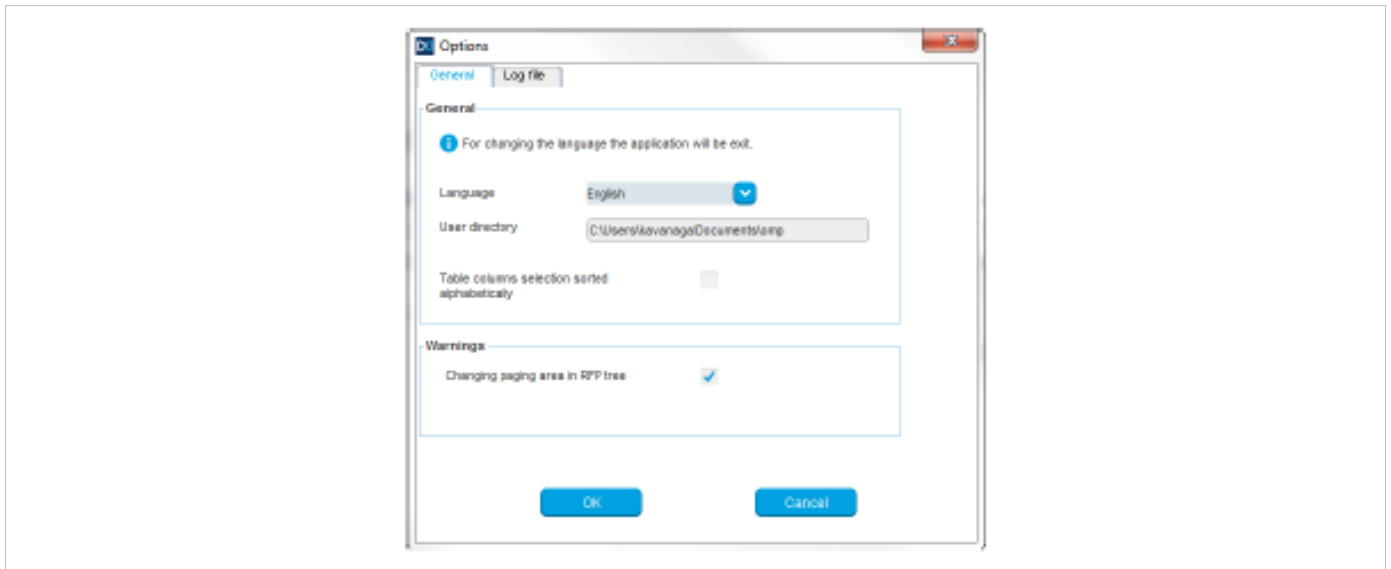 Options
General
Log file
General
For changing the language the application will be exit.
Language
English
User directory
C:\Users\kavanaga\Documents\omp
Table columns selection sorted
alphabetically
Warnings
Changing paging area in RFP tree
OK
Cancel